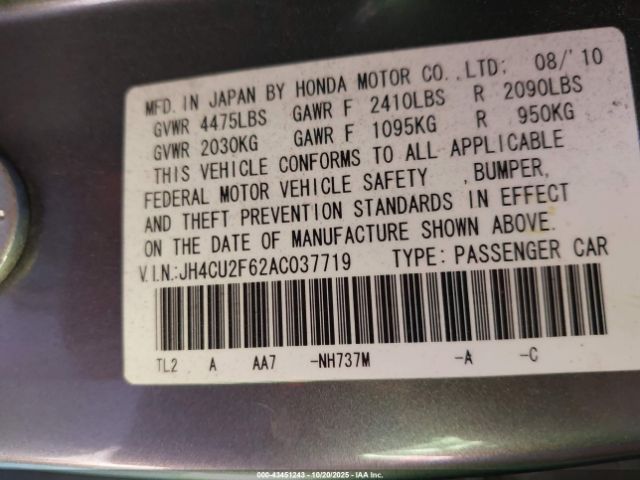 MFD. IN JAPAN BY HONDA MOTOR CO.,LTD; 08/'10
GVWR 4475LBS GAWR F 2410LBS R 2090LBS
GVWR 2030KG GAWR F 1095KG R 950KG
THIS VEHICLE CONFORMS TO ALL APPLICABLE
FEDERAL MOTOR VEHICLE SAFETY ,BUMPER,
AND THEFT PREVENTION STANDARDS IN EFFECT
ON THE DATE OF MANUFACTURE SHOWN ABOVE.
V.I.N.:JH4CU2F62AC037719 TYPE: PASSENGER CAR
TL2 A AA7 -NH737M -A -C
000-43451243 - 10/20/2025 - IAA Inc.